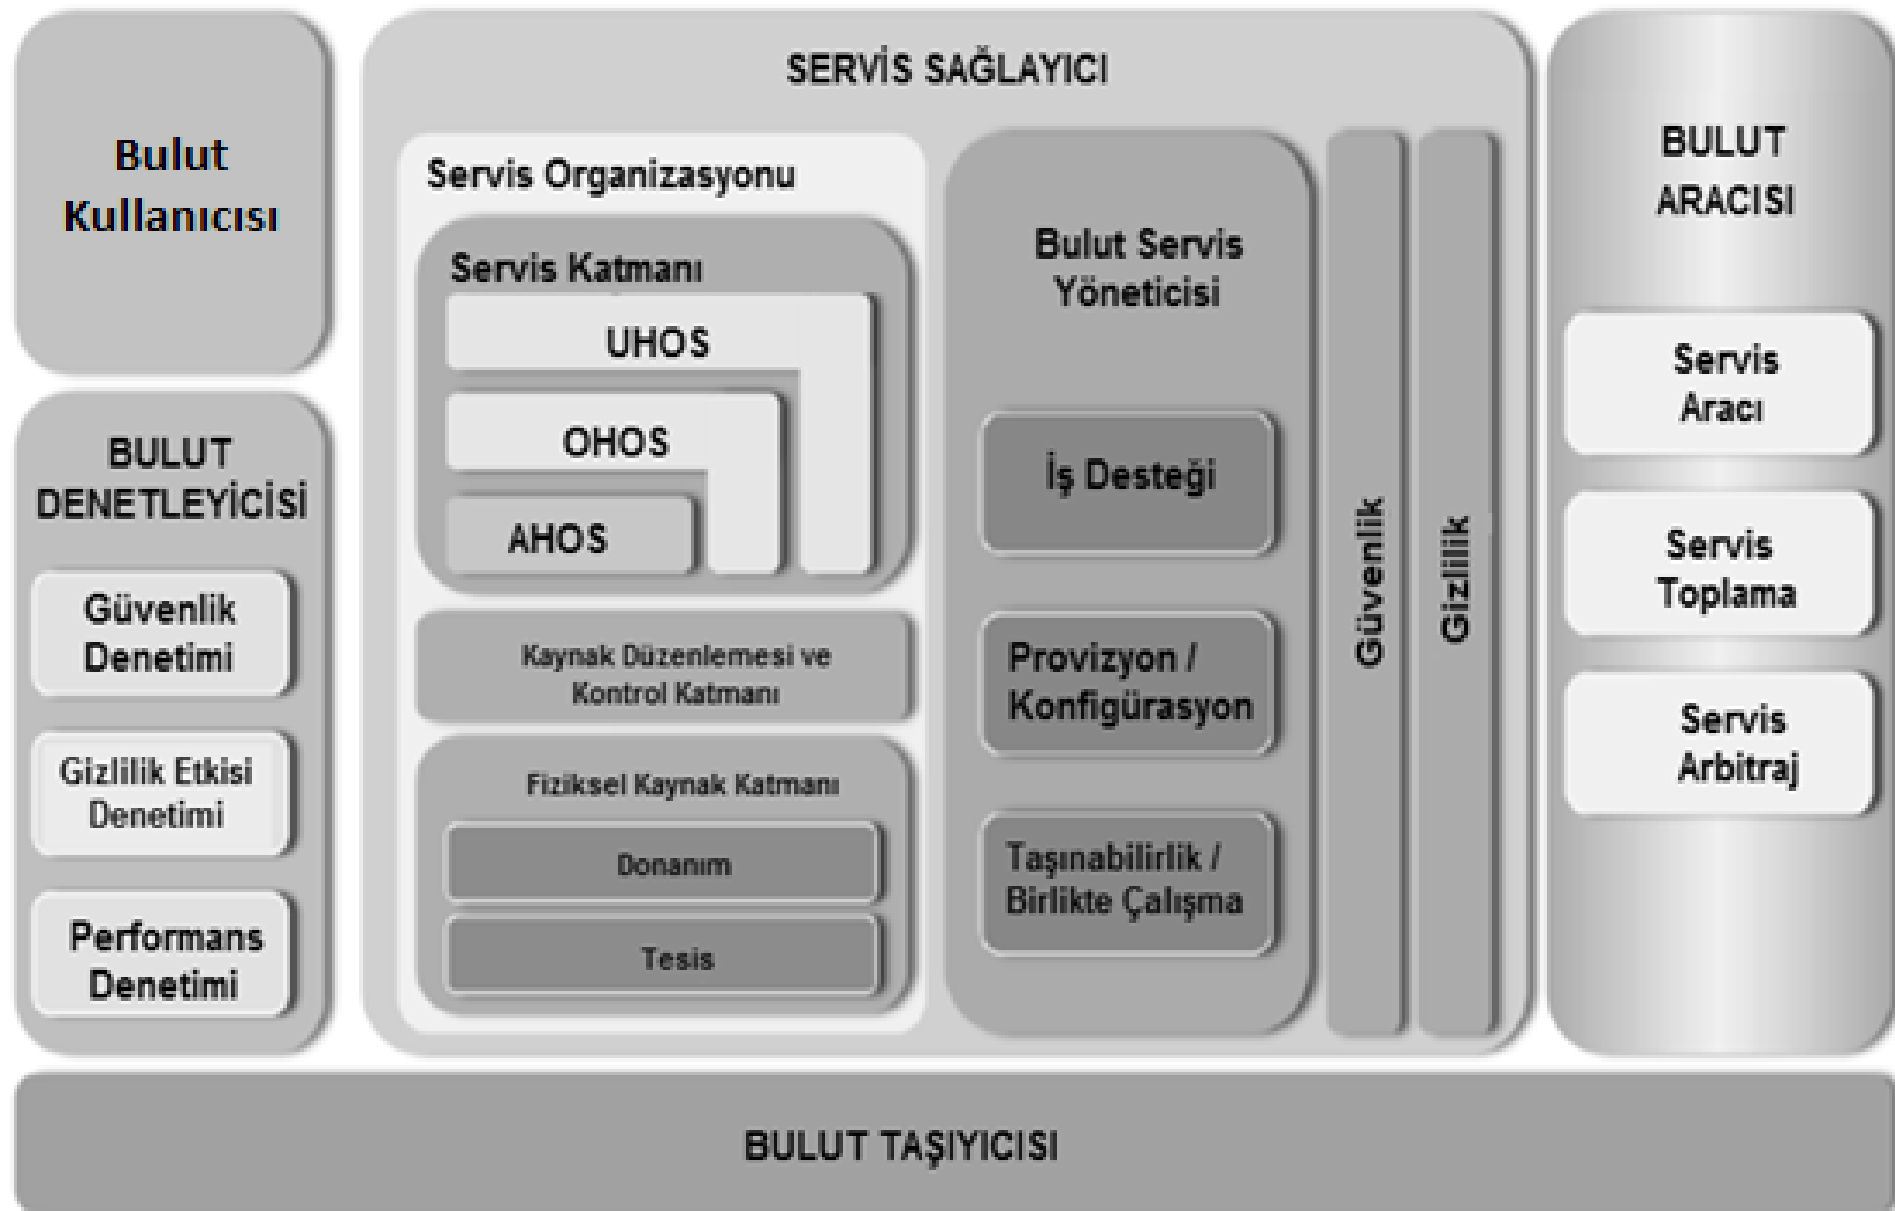 Bulut
Kullanıcısı
BULUT
DENETLEYİCİSİ
Güvenlik
Denetimi
Gizlilik Etkisi
Denetimi
Performans
Denetimi
SERVİS SAĞLAYICI
Servis Organizasyonu
Servis Katmanı
UHOS
OHOS
AHOS
Kaynak Düzenlemesi ve
Kontrol Katmanı
Fiziksel Kaynak Katmanı
Donanım
Tesis
Bulut Servis
Yöneticisi
İş Desteği
Provizyon /
Konfigürasyon
Taşınabilirlik /
Birlikte Çalışma
Güvenlik
Gizlilik
BULUT
ARACISI
Servis
Aracı
Servis
Toplama
Servis
Arbitraj
BULUT TAŞIYICISI